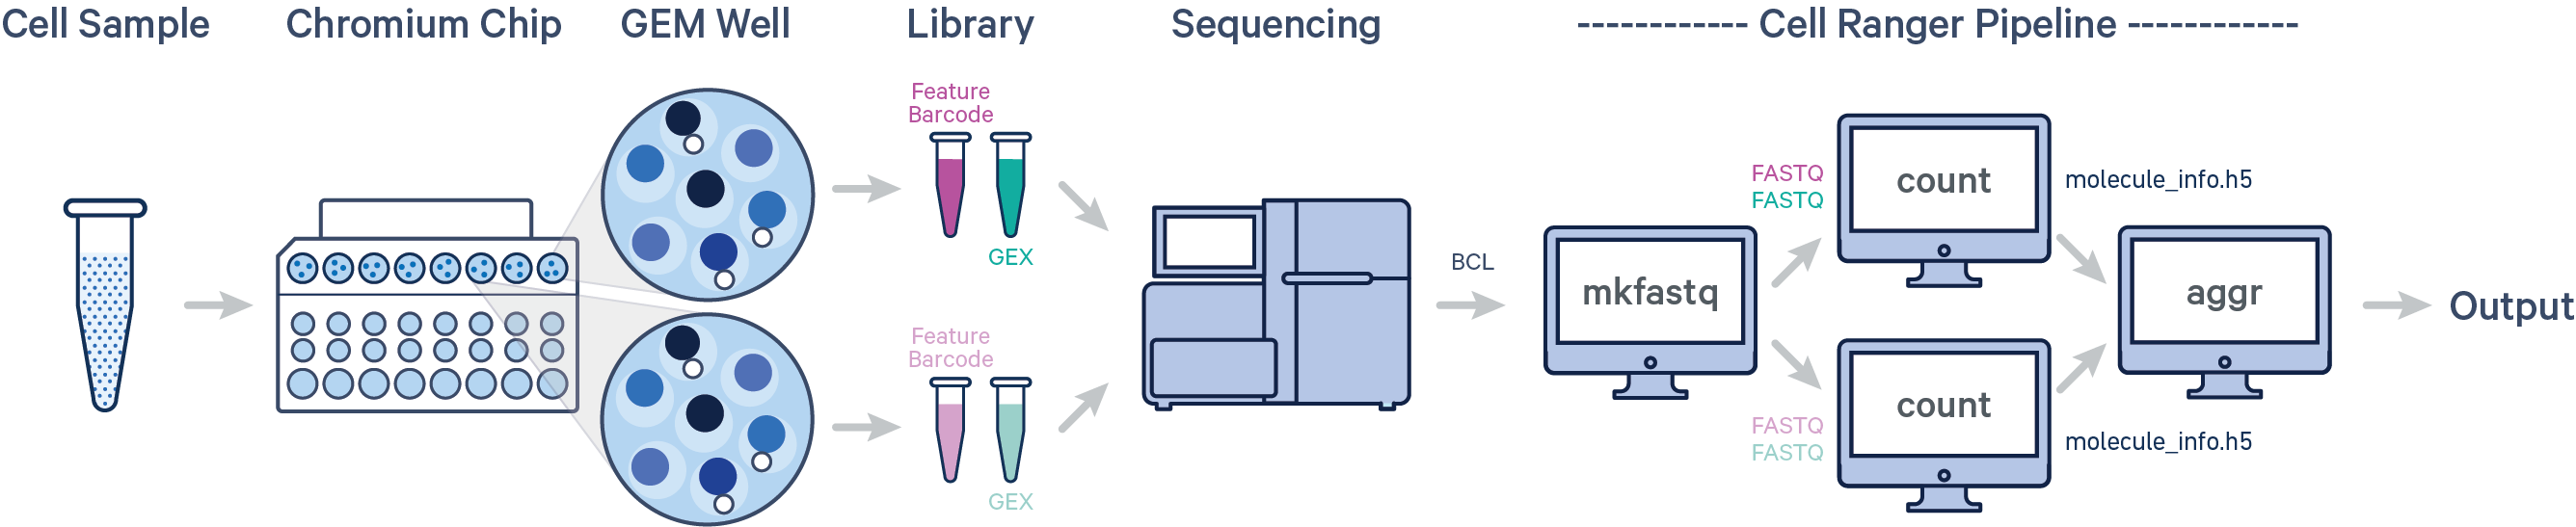 Cell Sample
Chromium Chip
GEM Well
Library
Sequencing
------------ Cell Ranger Pipeline ------------
Feature
Barcode
GEX
Feature
Barcode
GEX
BCL
mkfastq
FASTQ
FASTQ
count
molecule_info.h5
FASTQ
FASTQ
count
molecule_info.h5
aggr
Output